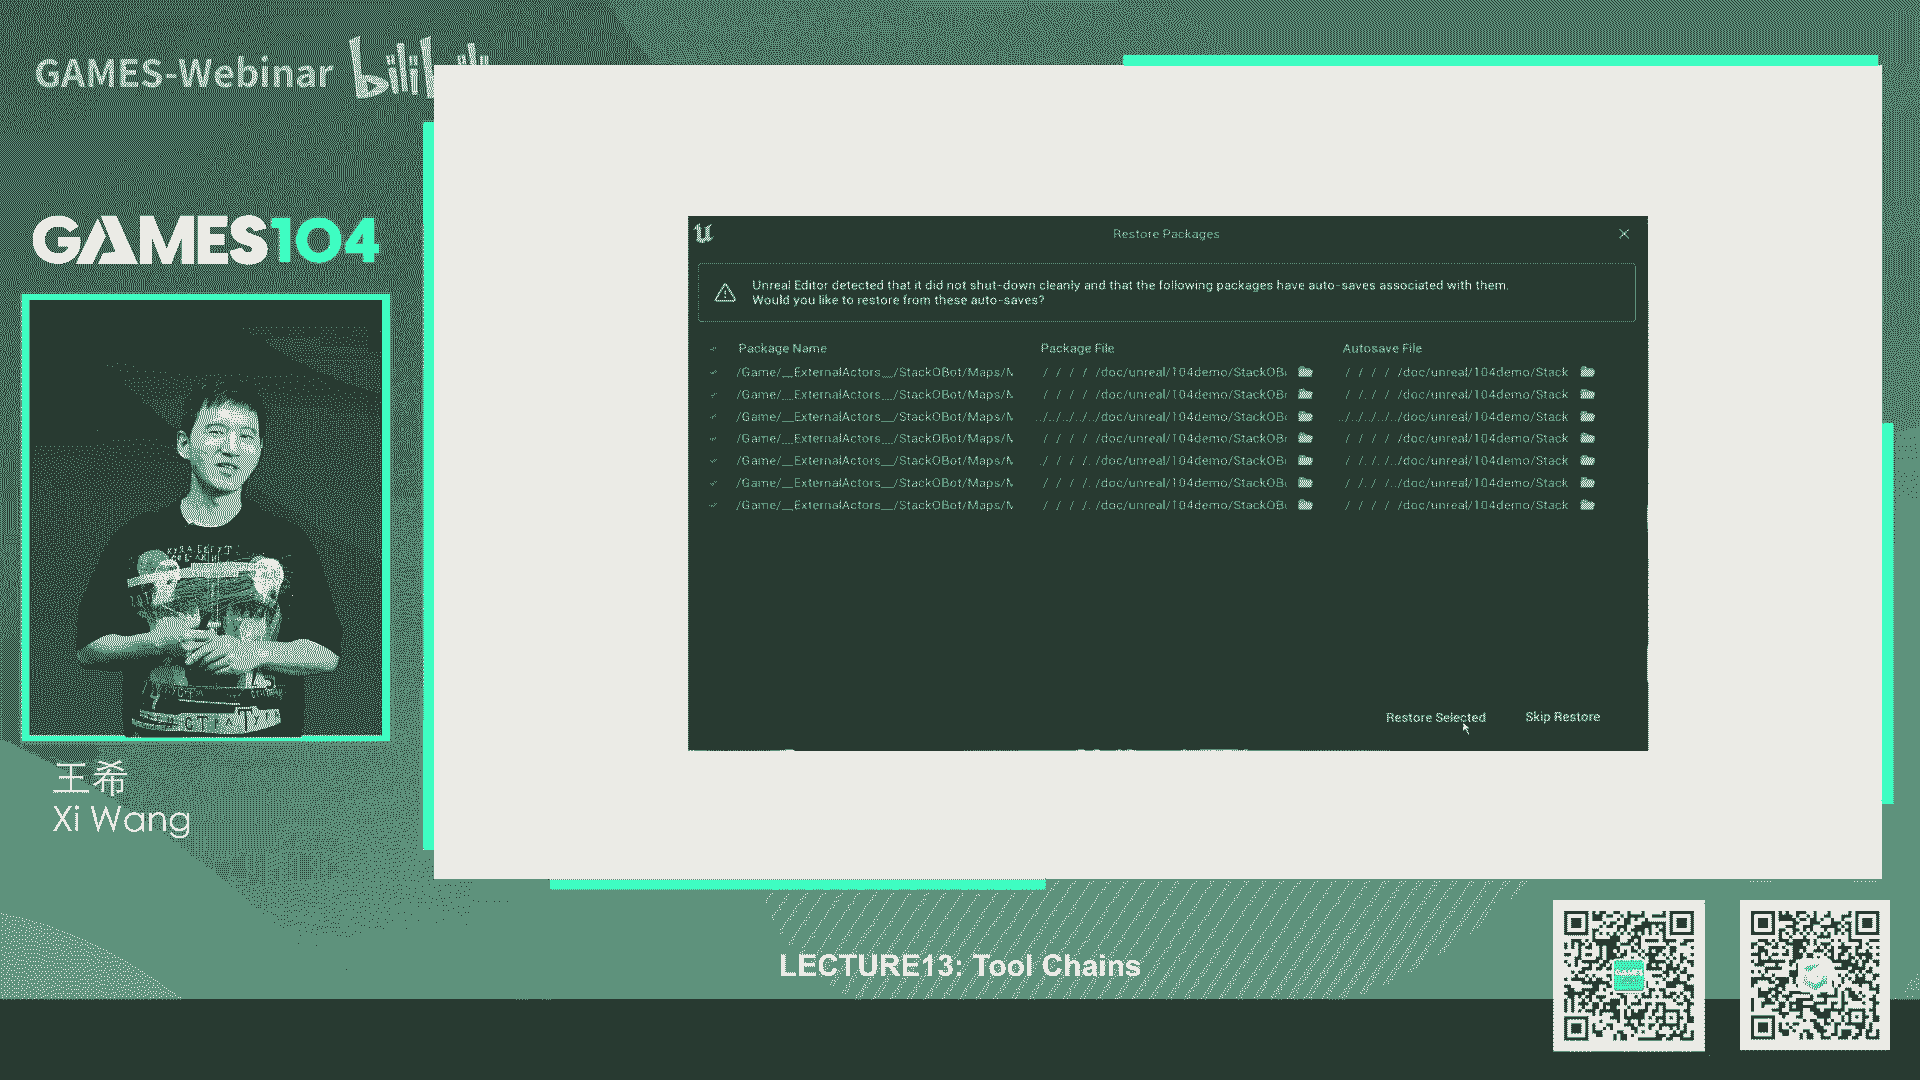 GAMES-Webinar bilibili
GAMES104
王希
Xi Wang
Restore Packages
Unreal Editor detected that it did not shut-down cleanly and that the following packages have auto-saves associated with them.
Would you like to restore from these auto-saves?
Package Name Package File Autosave File
/Game/__ExternalActors__/StackOBot/Maps/ /doc/unreal/104demo/StackOB /doc/unreal/104demo/Stack
/Game/__ExternalActors__/StackOBot/Maps/ /doc/unreal/104demo/StackOB /doc/unreal/104demo/Stack
/Game/__ExternalActors__/StackOBot/Maps/ /doc/unreal/104demo/StackOB /doc/unreal/104demo/Stack
/Game/__ExternalActors__/StackOBot/Maps/ /doc/unreal/104demo/StackOB /doc/unreal/104demo/Stack
/Game/__ExternalActors__/StackOBot/Maps/ /doc/unreal/104demo/StackOB /doc/unreal/104demo/Stack
/Game/__ExternalActors__/StackOBot/Maps/ /doc/unreal/104demo/StackOB /doc/unreal/104demo/Stack
/Game/__ExternalActors__/StackOBot/Maps/ /doc/unreal/104demo/StackOB /doc/unreal/104demo/Stack
Restore Selected Skip Restore
LECTURE13: Tool Chains